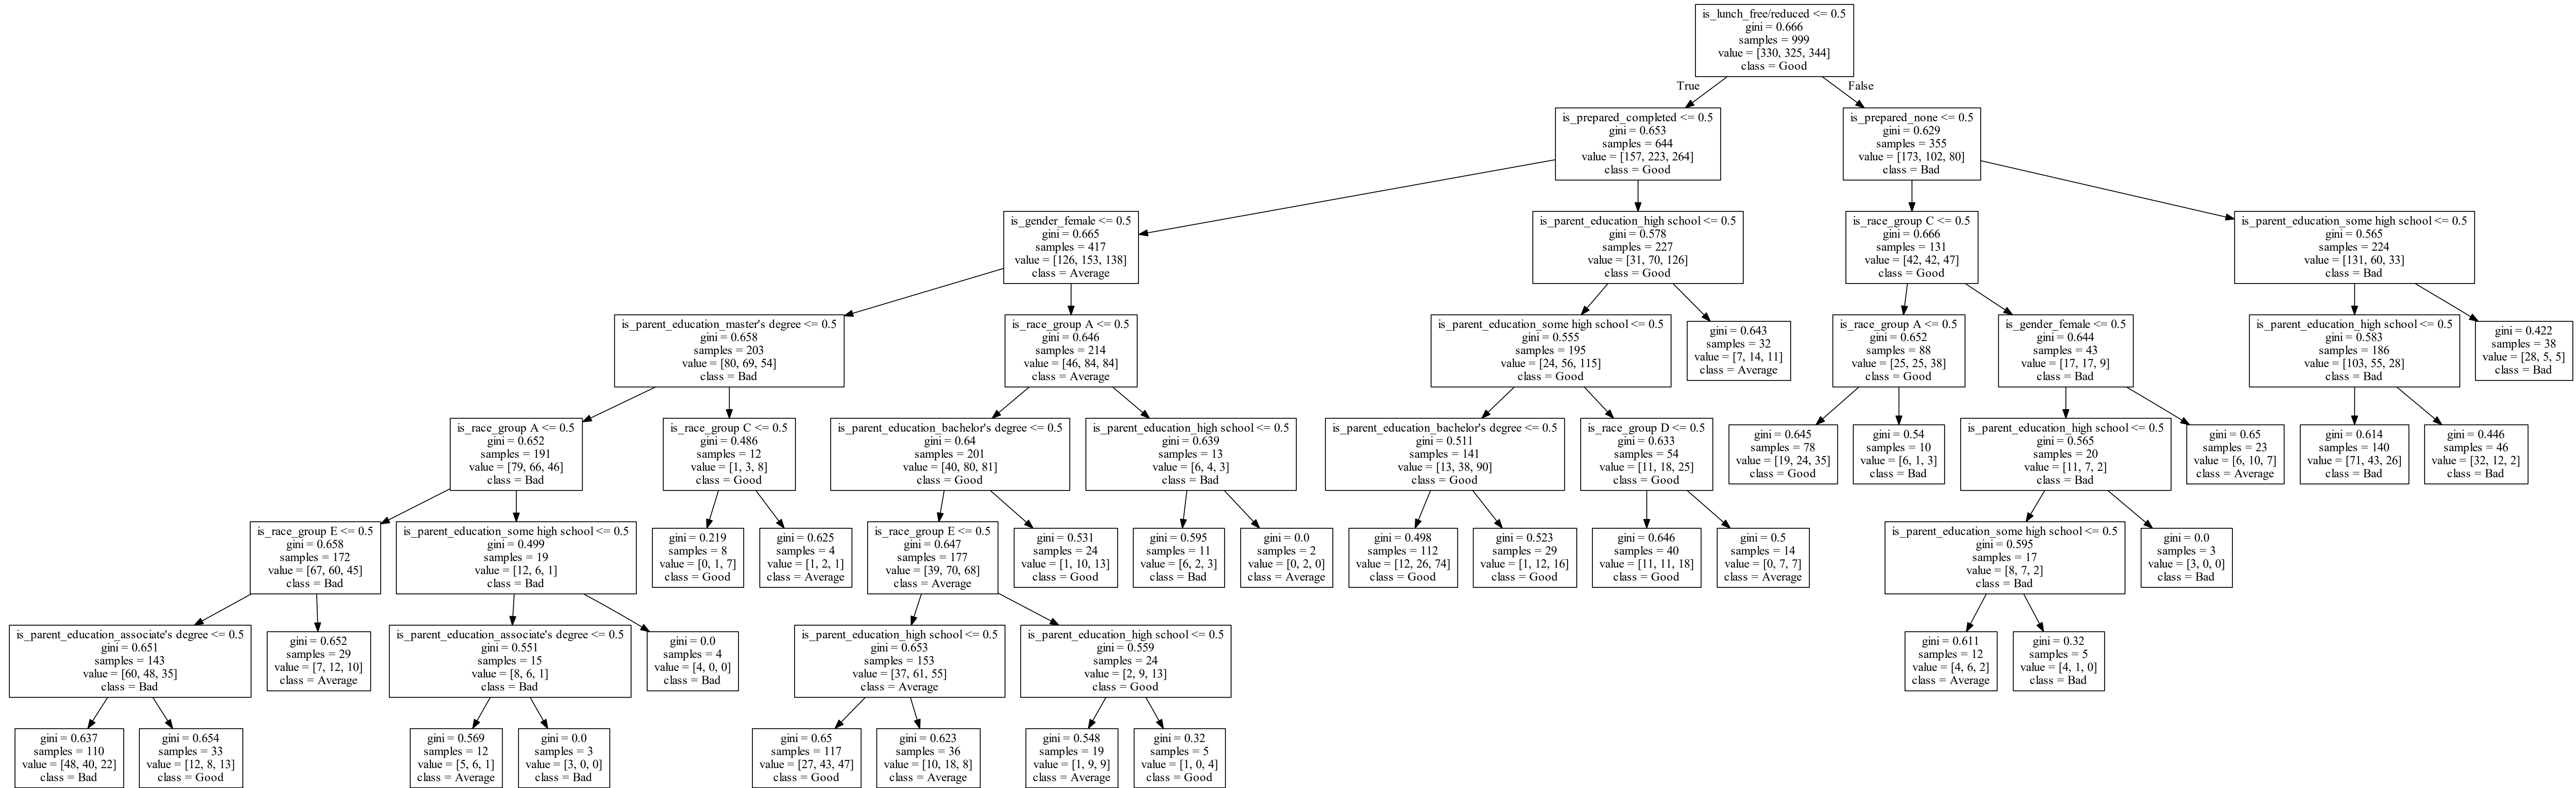 is_lunch_free/reduced <= 0.5
gini = 0.666
samples = 999
value = [330, 325, 344]
class = Good
True
False
is_prepared_completed <= 0.5
gini = 0.653
samples = 644
value = [157, 223, 264]
class = Good
is_prepared_none <= 0.5
gini = 0.629
samples = 355
value = [173, 102, 80]
class = Bad
is_gender_female <= 0.5
gini = 0.665
samples = 417
value = [126, 153, 138]
class = Average
is_parent_education_high school <= 0.5
gini = 0.578
samples = 227
value = [31, 70, 126]
class = Good
is_race_group C <= 0.5
gini = 0.666
samples = 131
value = [42, 42, 47]
class = Good
is_parent_education_some high school <= 0.5
gini = 0.565
samples = 224
value = [131, 60, 33]
class = Bad
is_parent_education_master's degree <= 0.5
gini = 0.658
samples = 203
value = [80, 69, 54]
class = Bad
is_race_group A <= 0.5
gini = 0.646
samples = 214
value = [46, 84, 84]
class = Average
is_parent_education_some high school <= 0.5
gini = 0.555
samples = 195
value = [24, 56, 115]
class = Good
gini = 0.643
samples = 32
value = [7, 14, 11]
class = Average
is_race_group A <= 0.5
gini = 0.652
samples = 88
value = [25, 25, 38]
class = Good
is_gender_female <= 0.5
gini = 0.644
samples = 43
value = [17, 17, 9]
class = Bad
is_parent_education_high school <= 0.5
gini = 0.583
samples = 186
value = [103, 55, 28]
class = Bad
gini = 0.422
samples = 38
value = [28, 5, 5]
class = Bad
is_race_group A <= 0.5
gini = 0.652
samples = 191
value = [79, 66, 46]
class = Bad
is_race_group C <= 0.5
gini = 0.486
samples = 12
value = [1, 3, 8]
class = Good
is_parent_education_bachelor's degree <= 0.5
gini = 0.64
samples = 201
value = [40, 80, 81]
class = Good
is_parent_education_high school <= 0.5
gini = 0.639
samples = 13
value = [6, 4, 3]
class = Bad
is_parent_education_bachelor's degree <= 0.5
gini = 0.511
samples = 141
value = [13, 38, 90]
class = Good
is_race_group D <= 0.5
gini = 0.633
samples = 54
value = [11, 18, 25]
class = Good
gini = 0.645
samples = 78
value = [19, 24, 35]
class = Good
gini = 0.54
samples = 10
value = [6, 1, 3]
class = Bad
is_parent_education_high school <= 0.5
gini = 0.565
samples = 20
value = [11, 7, 2]
class = Bad
gini = 0.65
samples = 23
value = [6, 10, 7]
class = Average
gini = 0.614
samples = 140
value = [71, 43, 26]
class = Bad
gini = 0.446
samples = 46
value = [32, 12, 2]
class = Bad
is_race_group E <= 0.5
gini = 0.658
samples = 172
value = [67, 60, 45]
class = Bad
is_parent_education_some high school <= 0.5
gini = 0.499
samples = 19
value = [12, 6, 1]
class = Bad
gini = 0.219
samples = 8
value = [0, 1, 7]
class = Good
gini = 0.625
samples = 4
value = [1, 2, 1]
class = Average
is_race_group E <= 0.5
gini = 0.647
samples = 177
value = [39, 70, 68]
class = Average
gini = 0.531
samples = 24
value = [1, 10, 13]
class = Good
gini = 0.595
samples = 11
value = [6, 2, 3]
class = Bad
gini = 0.0
samples = 2
value = [0, 2, 0]
class = Average
gini = 0.498
samples = 112
value = [12, 26, 74]
class = Good
gini = 0.523
samples = 29
value = [1, 12, 16]
class = Good
gini = 0.646
samples = 40
value = [11, 11, 18]
class = Good
gini = 0.5
samples = 14
value = [0, 7, 7]
class = Average
is_parent_education_some high school <= 0.5
gini = 0.595
samples = 17
value = [8, 7, 2]
class = Bad
gini = 0.0
samples = 3
value = [3, 0, 0]
class = Bad
is_parent_education_associate's degree <= 0.5
gini = 0.651
samples = 143
value = [60, 48, 35]
class = Bad
gini = 0.652
samples = 29
value = [7, 12, 10]
class = Average
is_parent_education_associate's degree <= 0.5
gini = 0.551
samples = 15
value = [8, 6, 1]
class = Bad
gini = 0.0
samples = 4
value = [4, 0, 0]
class = Bad
is_parent_education_high school <= 0.5
gini = 0.653
samples = 153
value = [37, 61, 55]
class = Average
is_parent_education_high school <= 0.5
gini = 0.559
samples = 24
value = [2, 9, 13]
class = Good
gini = 0.611
samples = 12
value = [4, 6, 2]
class = Average
gini = 0.32
samples = 5
value = [4, 1, 0]
class = Bad
gini = 0.637
samples = 110
value = [48, 40, 22]
class = Bad
gini = 0.654
samples = 33
value = [12, 8, 13]
class = Good
gini = 0.569
samples = 12
value = [5, 6, 1]
class = Average
gini = 0.0
samples = 3
value = [3, 0, 0]
class = Bad
gini = 0.65
samples = 117
value = [27, 43, 47]
class = Good
gini = 0.623
samples = 36
value = [10, 18, 8]
class = Average
gini = 0.548
samples = 19
value = [1, 9, 9]
class = Average
gini = 0.32
samples = 5
value = [1, 0, 4]
class = Good